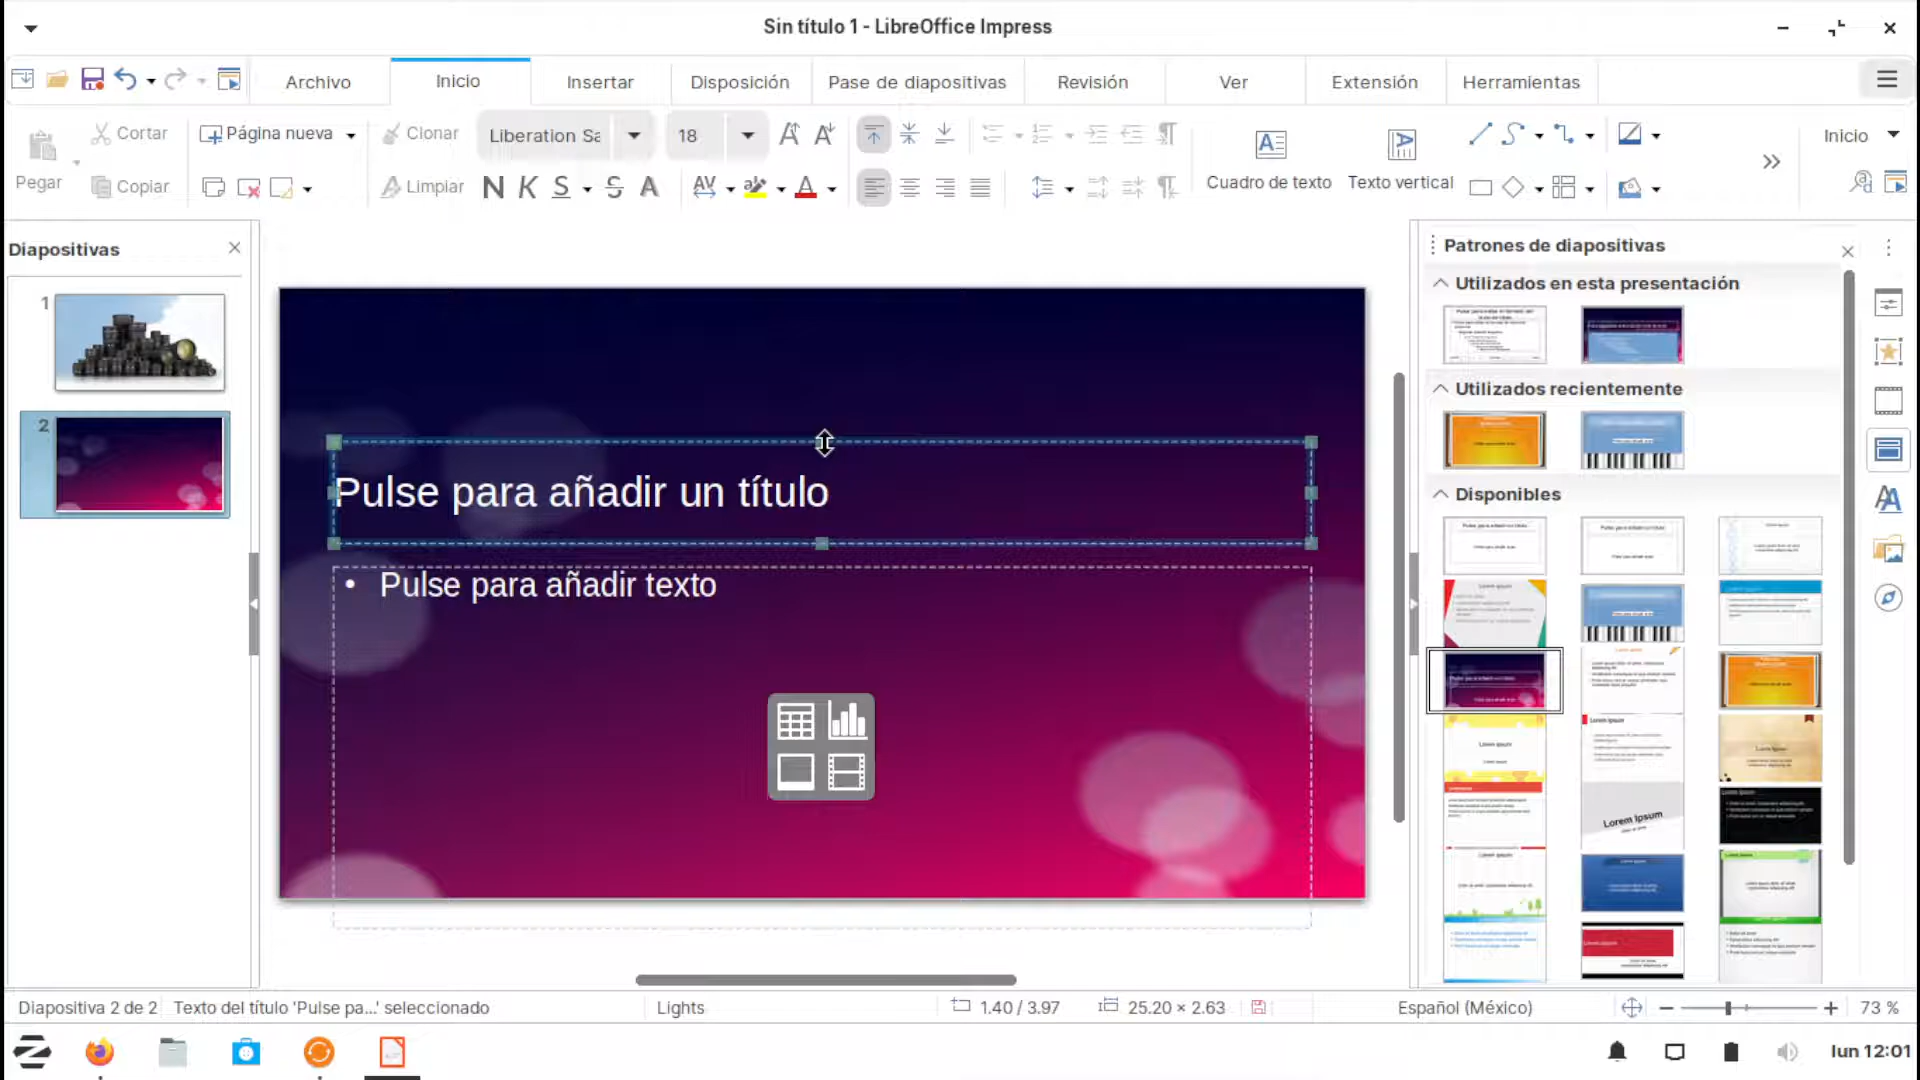 Sin título 1 - LibreOffice Impress
Archivo
Inicio
Insertar
Disposición
Pase de diapositivas
Revisión
Ver
Extensión
Herramientas
Pegar
Cortar
Copiar
Página nueva
Clonar
Limpiar
Liberation Sa
18
N K S S A
Cuadro de texto
Texto vertical
Inicio
Diapositivas
1
2
Pulse para añadir un título
• Pulse para añadir texto
Patrones de diapositivas
Utilizados en esta presentación
Utilizados recientemente
Disponibles
Lorem Ipsum
Diapositiva 2 de 2
Texto del título 'Pulse pa...' seleccionado
Lights
1.40 / 3.97
25.20 × 2.63
Español (México)
73 %
lun 12:01